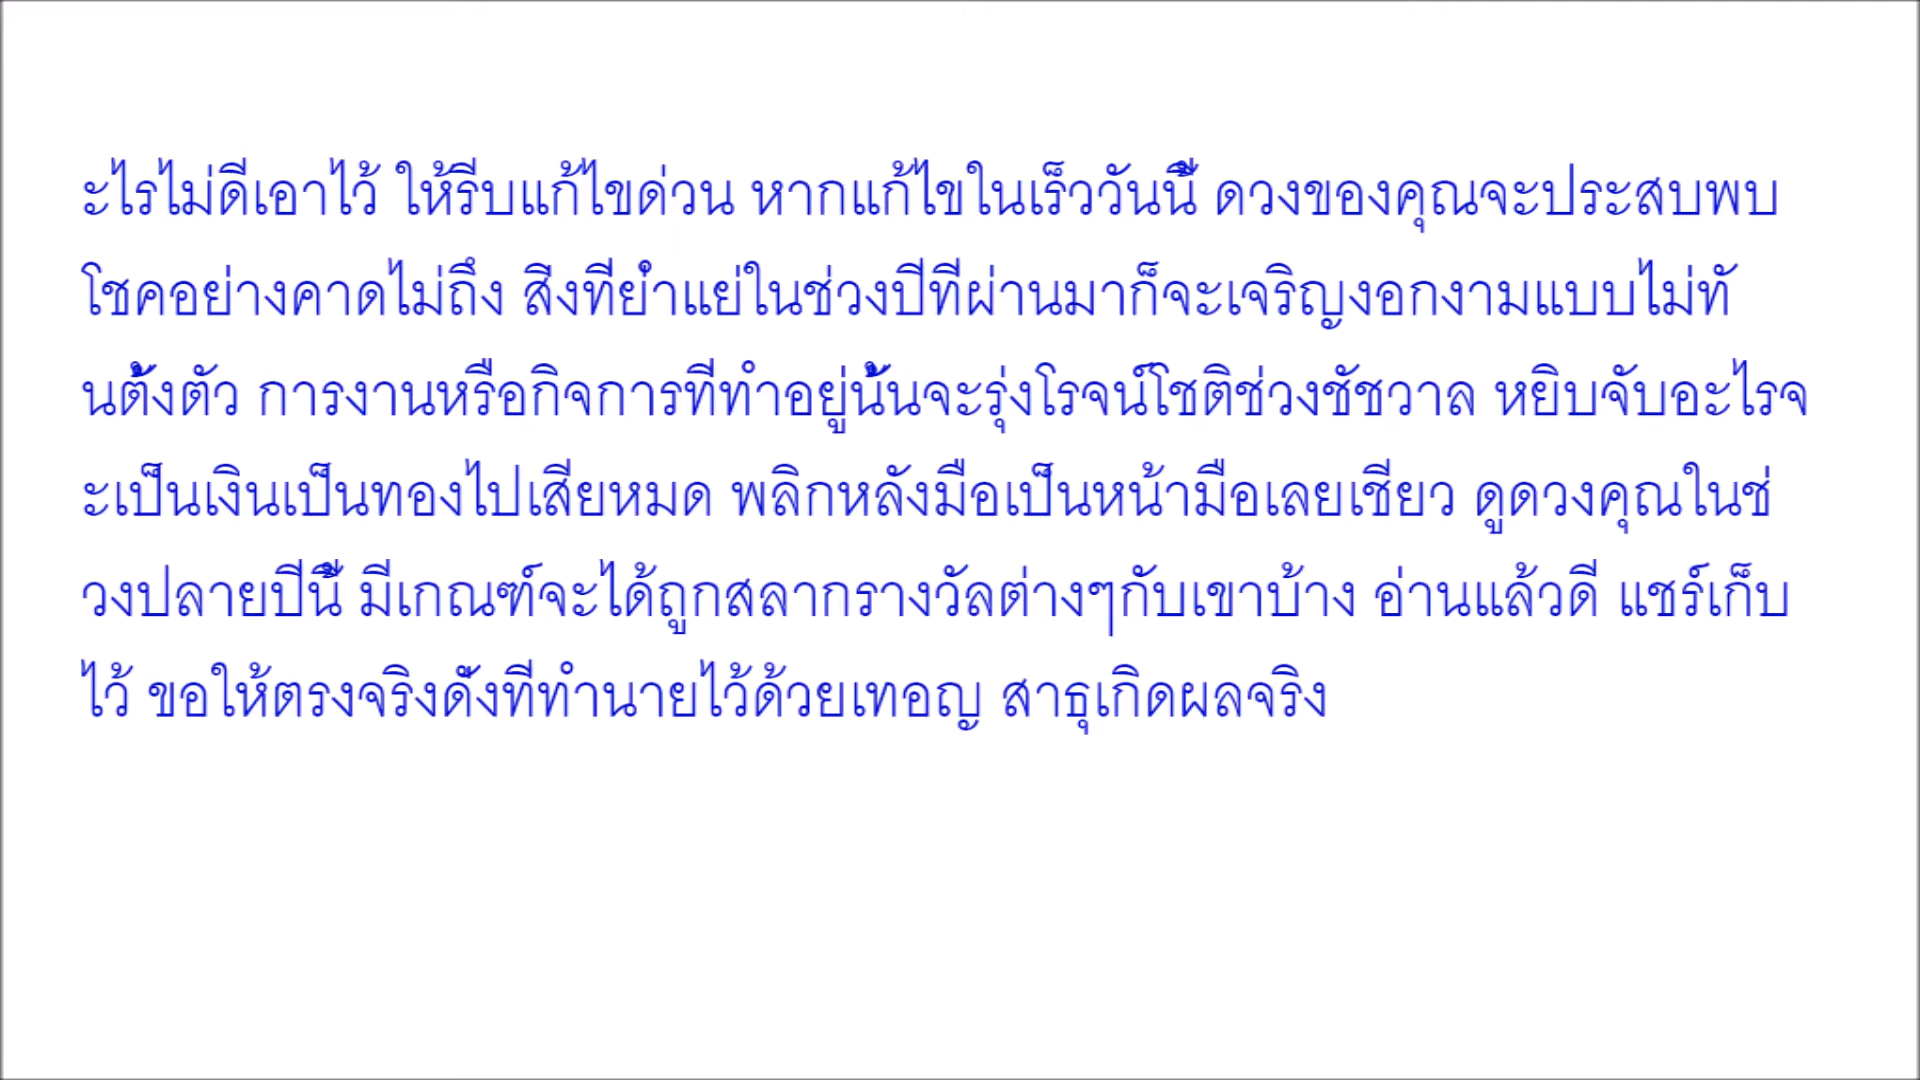 ะไรไม่ดีเอาไว้ ให้รีบแก้ไขด่วน หากแก้ไขในเร็ววันนี้ ดวงของคุณจะประสบพบ
โชคอย่างคาดไม่ถึง สิ่งที่ย่ำแย่ในช่วงปีที่ผ่านมาก็จะเจริญงอกงามแบบไม่ทั
นตั้งตัว การงานหรือกิจการที่ทำอยู่นั้นจะรุ่งโรจน์โชติช่วงชัชวาล หยิบจับอะไรจ
ะเป็นเงินเป็นทองไปเสียหมด พลิกหลังมือเป็นหน้ามือเลยเชียว ดูดวงคุณในช่
วงปลายปีนี้ มีเกณฑ์จะได้ถูกสลากรางวัลต่างๆกับเขาบ้าง อ่านแล้วดี แชร์เก็บ
ไว้ ขอให้ตรงจริงดั่งที่ทำนายไว้ด้วยเทอญ สาธุเกิดผลจริง